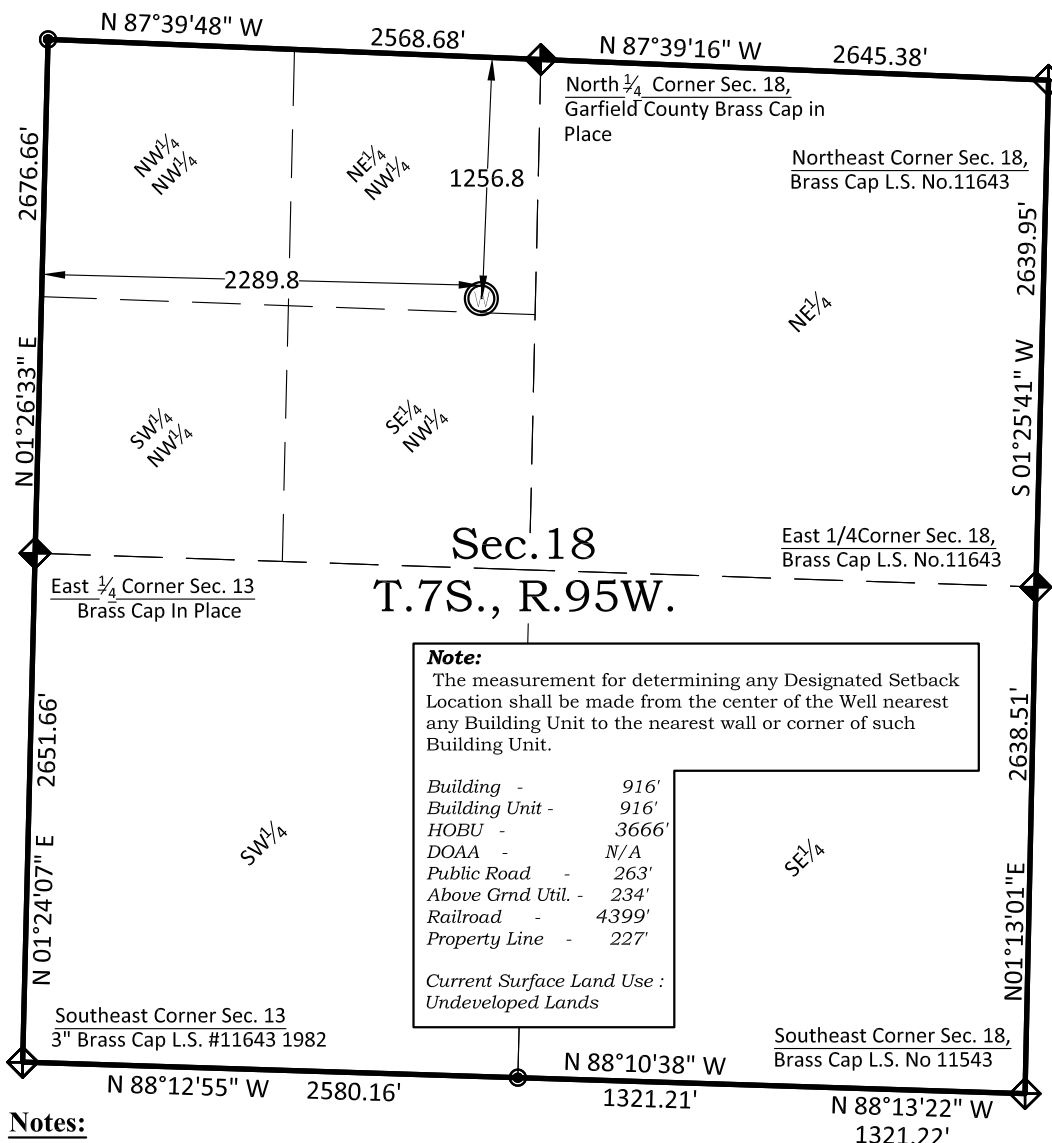 N 87°39'48" W
2568.68'
N 87°39'16" W
2645.38'
North 1/4 Corner Sec. 18,
Garfield County Brass Cap in
Place
Northeast Corner Sec. 18,
Brass Cap L.S. No.11643
2676.66'
NW1/4
NW1/4
NE1/4
NW1/4
1256.8
2639.95'
2289.8
W
NE1/4
N 01°26'33" E
SW1/4
NW1/4
SE1/4
NW1/4
S 01°25'41" W
Sec.18
T.7S., R.95W.
East 1/4Corner Sec. 18,
Brass Cap L.S. No.11643
East 1/4 Corner Sec. 13
Brass Cap In Place
Note:
The measurement for determining any Designated Setback
Location shall be made from the center of the Well nearest
any Building Unit to the nearest wall or corner of such
Building Unit.
Building - 916'
Building Unit - 916'
HOBU - 3666'
DOAA - N/A
Public Road - 263'
Above Grnd Util. - 234'
Railroad - 4399'
Property Line - 227'
Current Surface Land Use :
Undeveloped Lands
2651.66'
2638.51'
SW1/4
SE1/4
N 01°24'07" E
N01°13'01"E
Southeast Corner Sec. 13
3" Brass Cap L.S. #11643 1982
Southeast Corner Sec. 18,
Brass Cap L.S. No 11543
N 88°12'55" W
2580.16'
N 88°10'38" W
1321.21'
N 88°13'22" W
1321.22'
Notes: